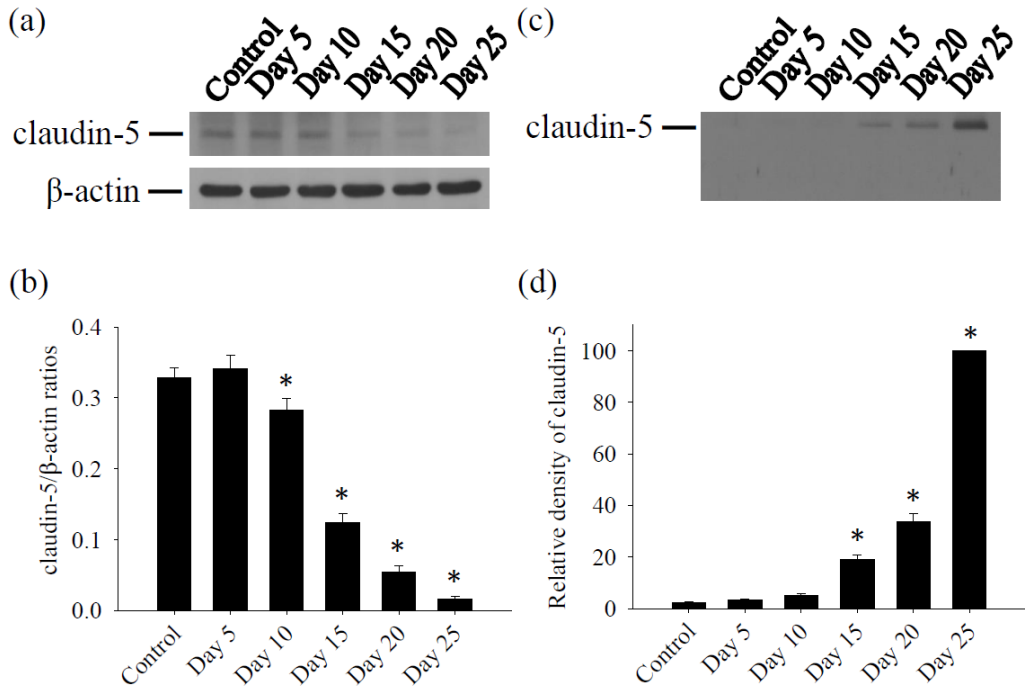 (a)
Control
Day 5
Day 10
Day 15
Day 20
Day 25
claudin-5
β-actin
(c)
Control
Day 5
Day 10
Day 15
Day 20
Day 25
claudin-5
(b)
claudin-5/β-actin ratios
0.4
0.3
0.2
0.1
0.0
*
*
*
*
Control
Day 5
Day 10
Day 15
Day 20
Day 25
(d)
Relative density of claudin-5
100
80
60
40
20
0
*
*
*
Control
Day 5
Day 10
Day 15
Day 20
Day 25